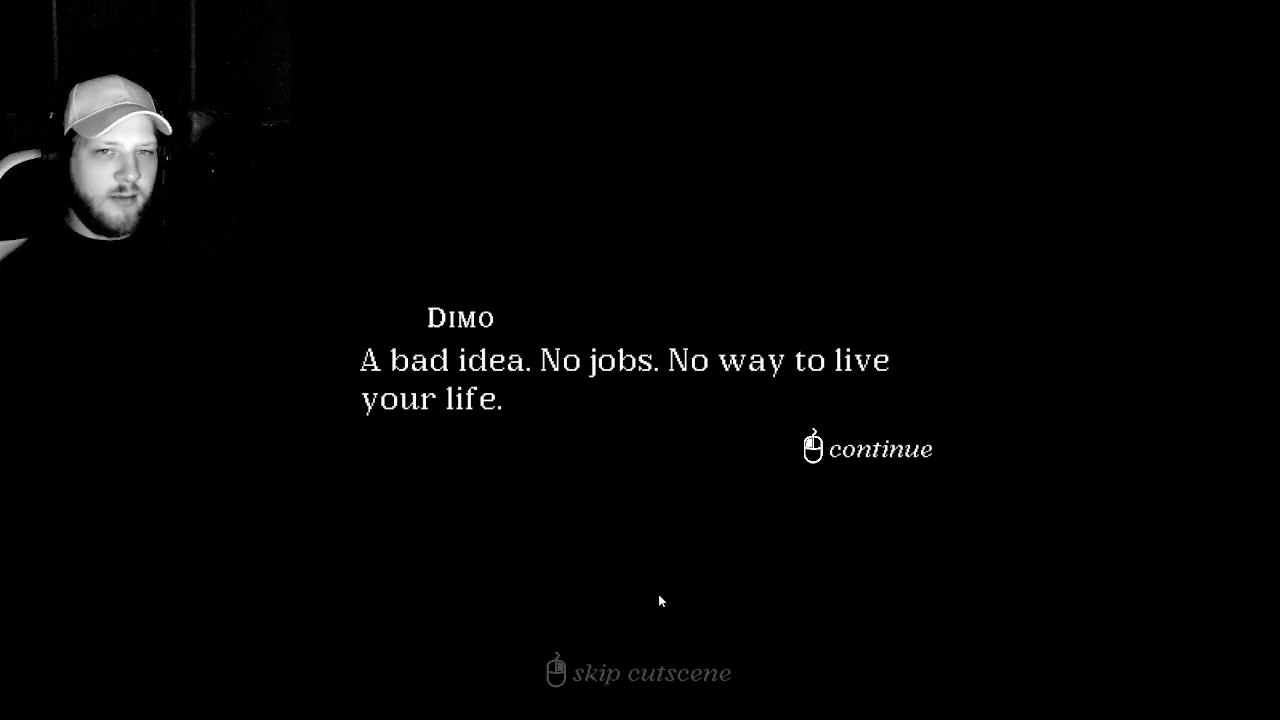 Dimo
A bad idea. No jobs. No way to live
your life.
continue
skip cutscene